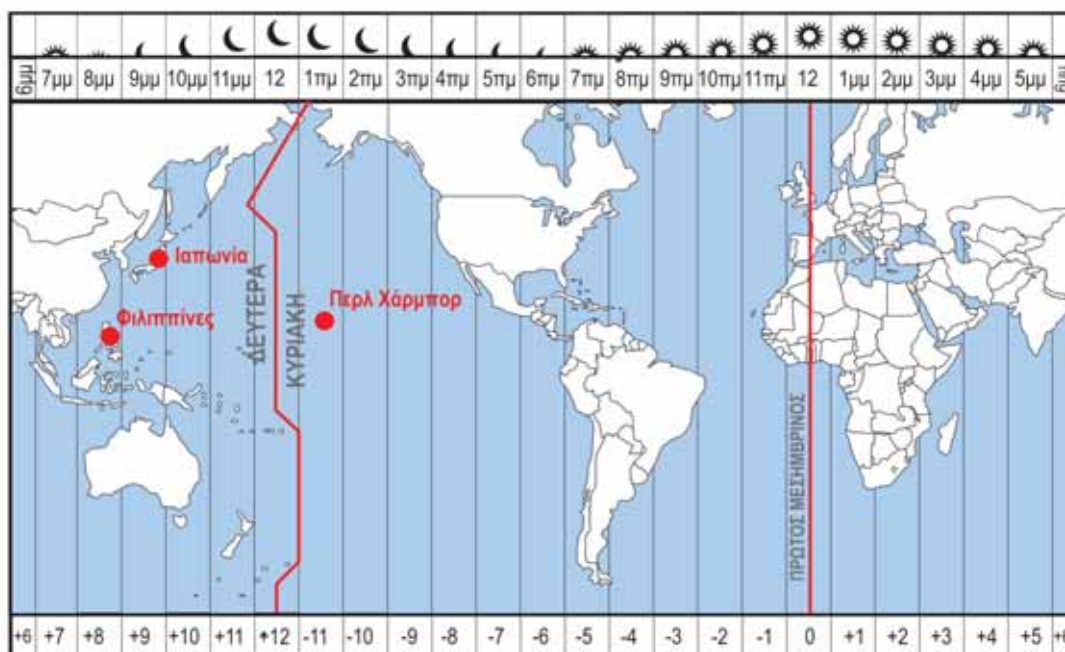 6μμ 7μμ 8μμ 9μμ 10μμ 11μμ 12 1πμ 2πμ 3πμ 4πμ 5πμ 6πμ 7πμ 8πμ 9πμ 10πμ 11πμ 12 1μμ 2μμ 3μμ 4μμ 5μμ
Ιαπωνία
Φιλιππίνες
ΔΕΥΤΕΡΑ
ΚΥΡΙΑΚΗ
Περλ Χάρμπορ
ΠΡΩΤΟΣ ΜΕΣΗΜΒΡΙΝΟΣ
+6 +7 +8 +9 +10 +11 +12 -11 -10 -9 -8 -7 -6 -5 -4 -3 -2 -1 0 +1 +2 +3 +4 +5